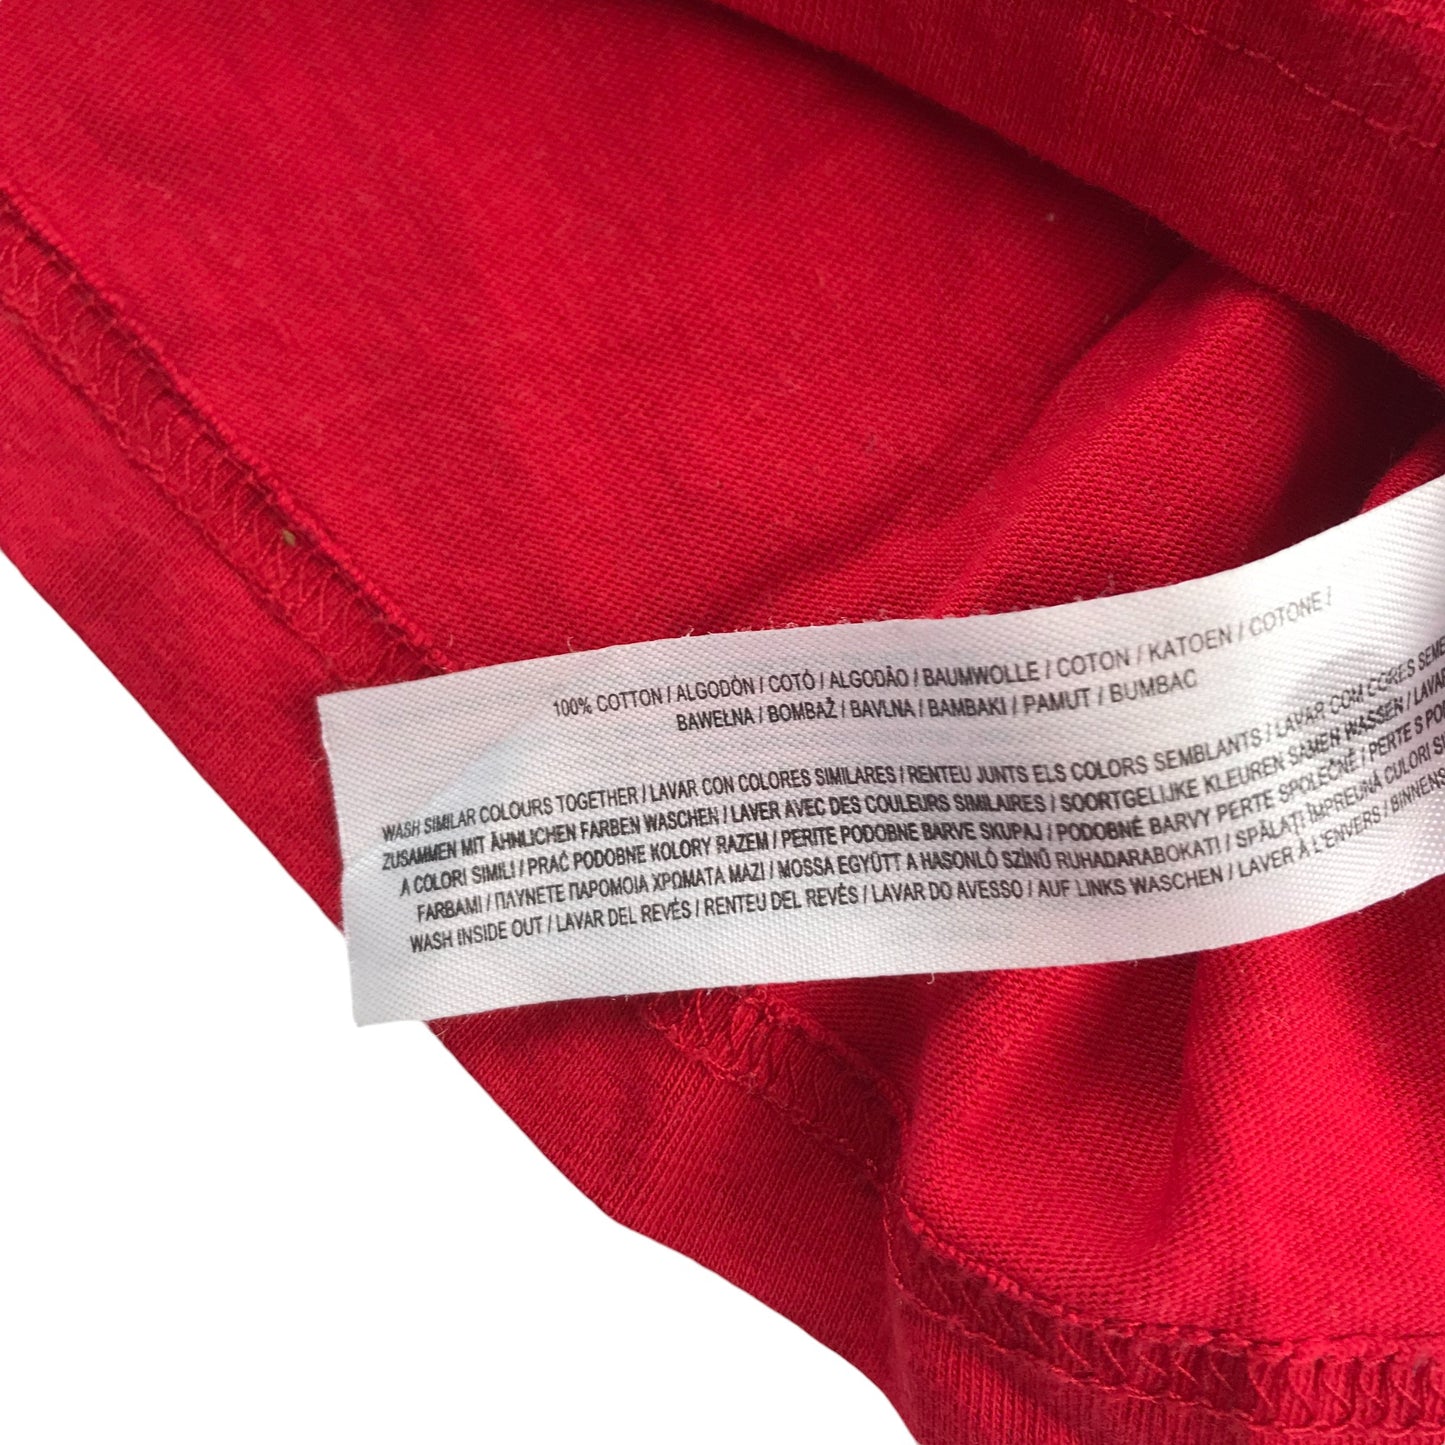 100% COTTON / ALGODÒN / COTÓ / ALGODÃO / BAUMWOLLE / COTON / KATOEN / COTONE /
BAWEŁNA / BOMBAŽ / BAVLNA / BAMBAKI / PAMUT / BUMBAC
WASH SIMILAR COLOURS TOGETHER / LAVAR CON COLORES SIMILARES / RENTEU JUNTS ELS COLORS SEMBLANTS / LAVAR COM CORES SEME
ZUSAMMEN MIT ÄHNLICHEN FARBEN WASCHEN / LAVER AVEC DES COULEURS SIMILAIRES / SOORTGELIJKE KLEUREN SAMEN WASSEN / LAVAR
A COLORI SIMILI / PRAĆ PODOBNE KOLORY RAZEM / PERITE PODOBNE BARVE SKUPAJ / PODOBNÉ BARVY PERTE SPOLEČNĚ / PERTE S PO
FARBAMI / ΠΛΥΝΕΤΕ ΠΑΡΟΜΟΙΑ ΧΡΩΜΑΤΑ ΜΑΖΙ / MOSSA EGYÜTT A HASONLÓ SZÍNŰ RUHADARABOKATI / SPĂLAȚI ÎMPREUNĂ CULORI SI
WASH INSIDE OUT / LAVAR DEL REVÉS / RENTEU DEL REVÉS / LAVAR DO AVESSO / AUF LINKS WASCHEN / LAVER À L'ENVERS / BINNENS